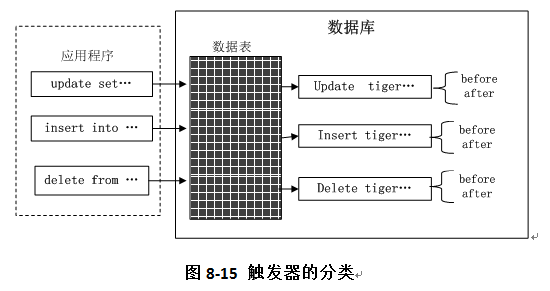 数据库
应用程序
数据表
update set…
insert into …
delete from …
Update tiger…
before
after
Insert tiger…
before
after
Delete tiger…
before
after
图 8-15 触发器的分类